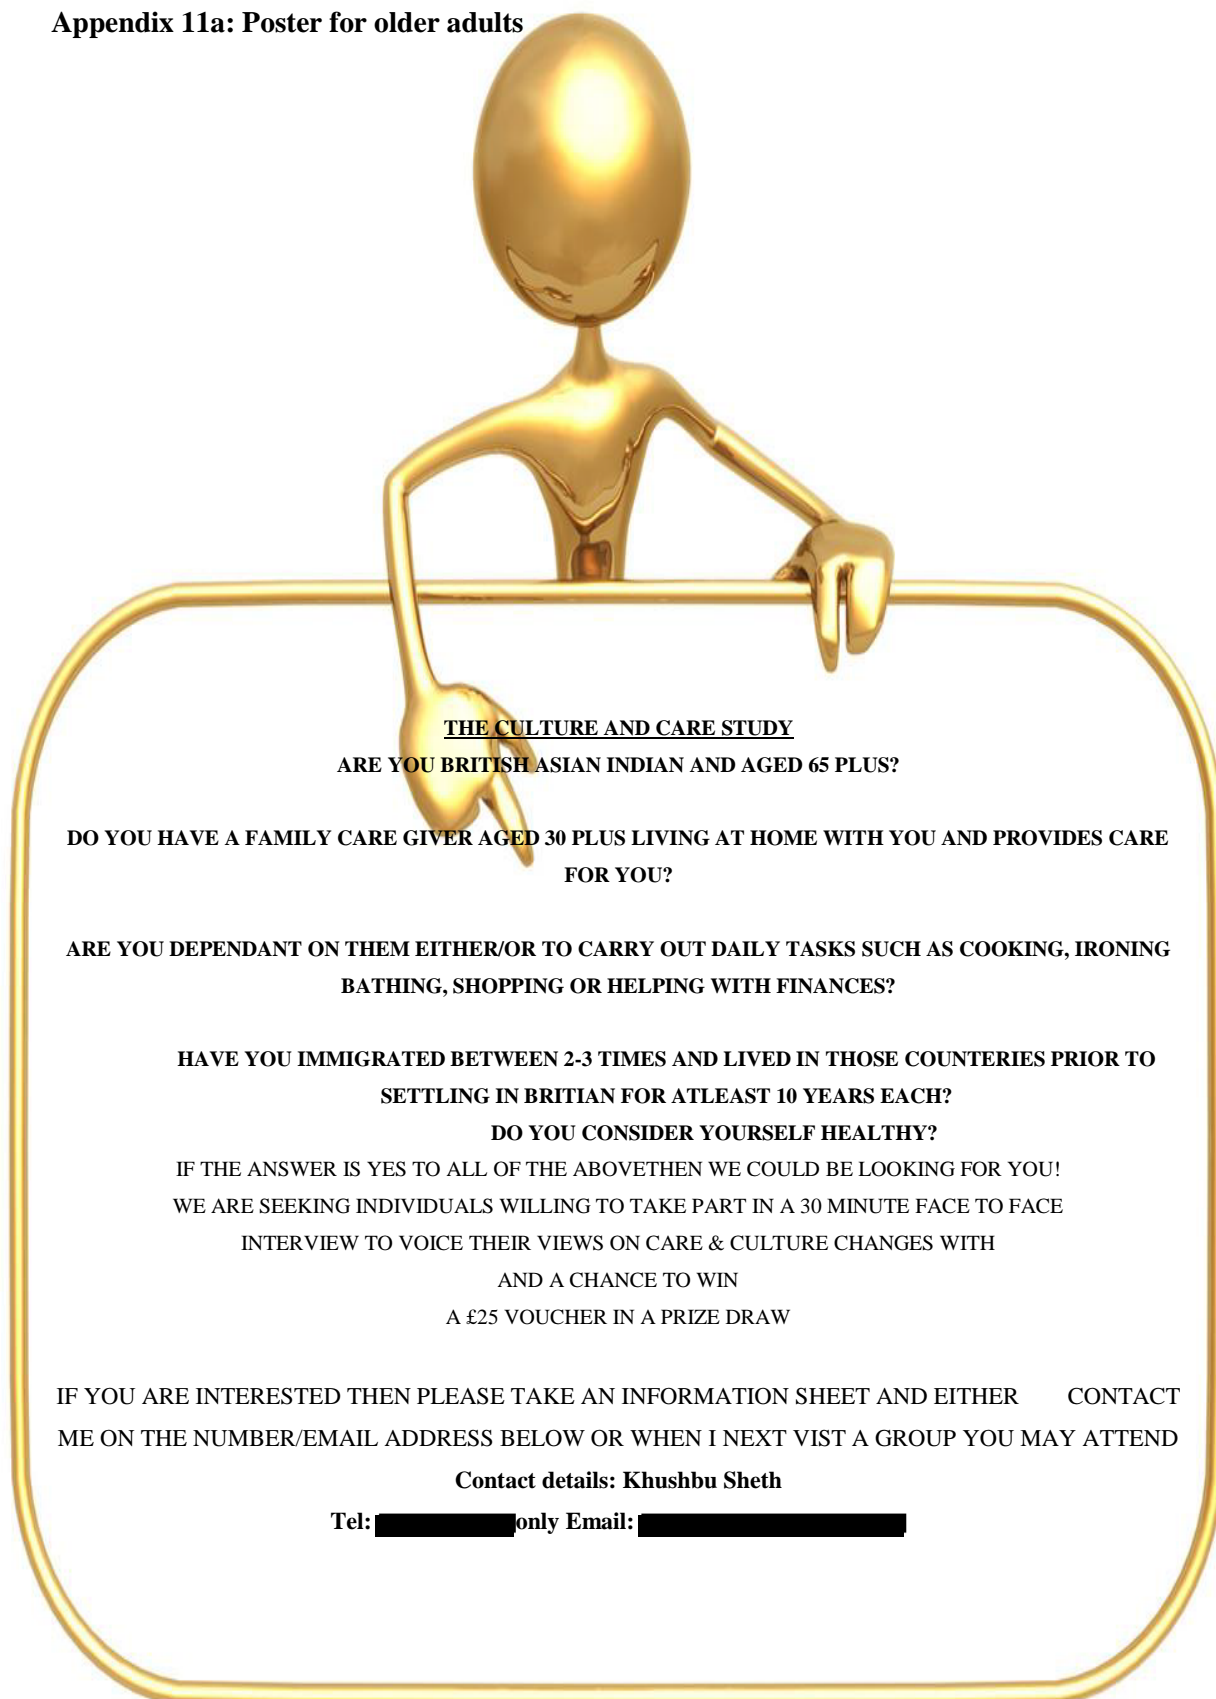 Appendix 11a: Poster for older adults
THE CULTURE AND CARE STUDY
ARE YOU BRITISH ASIAN INDIAN AND AGED 65 PLUS?
DO YOU HAVE A FAMILY CARE GIVER AGED 30 PLUS LIVING AT HOME WITH YOU AND PROVIDES CARE
FOR YOU?
ARE YOU DEPENDANT ON THEM EITHER/OR TO CARRY OUT DAILY TASKS SUCH AS COOKING, IRONING
BATHING, SHOPPING OR HELPING WITH FINANCES?
HAVE YOU IMMIGRATED BETWEEN 2-3 TIMES AND LIVED IN THOSE COUNTERIES PRIOR TO
SETTLING IN BRITIAN FOR ATLEAST 10 YEARS EACH?
DO YOU CONSIDER YOURSELF HEALTHY?
IF THE ANSWER IS YES TO ALL OF THE ABOVETHEN WE COULD BE LOOKING FOR YOU!
WE ARE SEEKING INDIVIDUALS WILLING TO TAKE PART IN A 30 MINUTE FACE TO FACE
INTERVIEW TO VOICE THEIR VIEWS ON CARE & CULTURE CHANGES WITH
AND A CHANCE TO WIN
A £25 VOUCHER IN A PRIZE DRAW
IF YOU ARE INTERESTED THEN PLEASE TAKE AN INFORMATION SHEET AND EITHER CONTACT
ME ON THE NUMBER/EMAIL ADDRESS BELOW OR WHEN I NEXT VIST A GROUP YOU MAY ATTEND
Contact details: Khushbu Sheth
Tel: only Email: